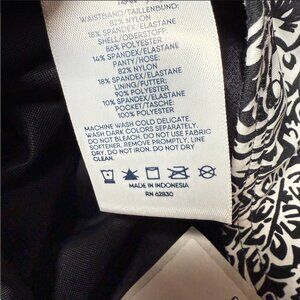 WAISTBAND/TAILLENBUND:
82% NYLON
18% SPANDEX/ELASTANE
SHELL/OBERSTOFF:
86% POLYESTER
14% SPANDEX/ELASTANE
PANTY/HOSE:
82% NYLON
18% SPANDEX/ELASTANE
LINING/FUTTER:
90% POLYESTER
10% SPANDEX/ELASTANE
POCKET/TASCHE:
100% POLYESTER
MACHINE WASH COLD DELICATE.
WASH DARK COLORS SEPARATELY.
DO NOT BLEACH. DO NOT USE FABRIC
SOFTENER. REMOVE PROMPTLY. LINE
DRY. DO NOT IRON. DO NOT DRY
CLEAN.
MADE IN INDONESIA
RN 62830